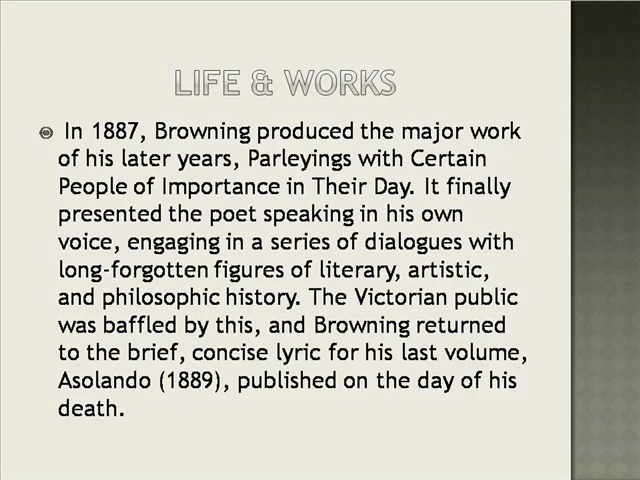 LIFE & WORKS
In 1887, Browning produced the major work
of his later years, Parleyings with Certain
People of Importance in Their Day. It finally
presented the poet speaking in his own
voice, engaging in a series of dialogues with
long-forgotten figures of literary, artistic,
and philosophic history. The Victorian public
was baffled by this, and Browning returned
to the brief, concise lyric for his last volume,
Asolando (1889), published on the day of his
death.